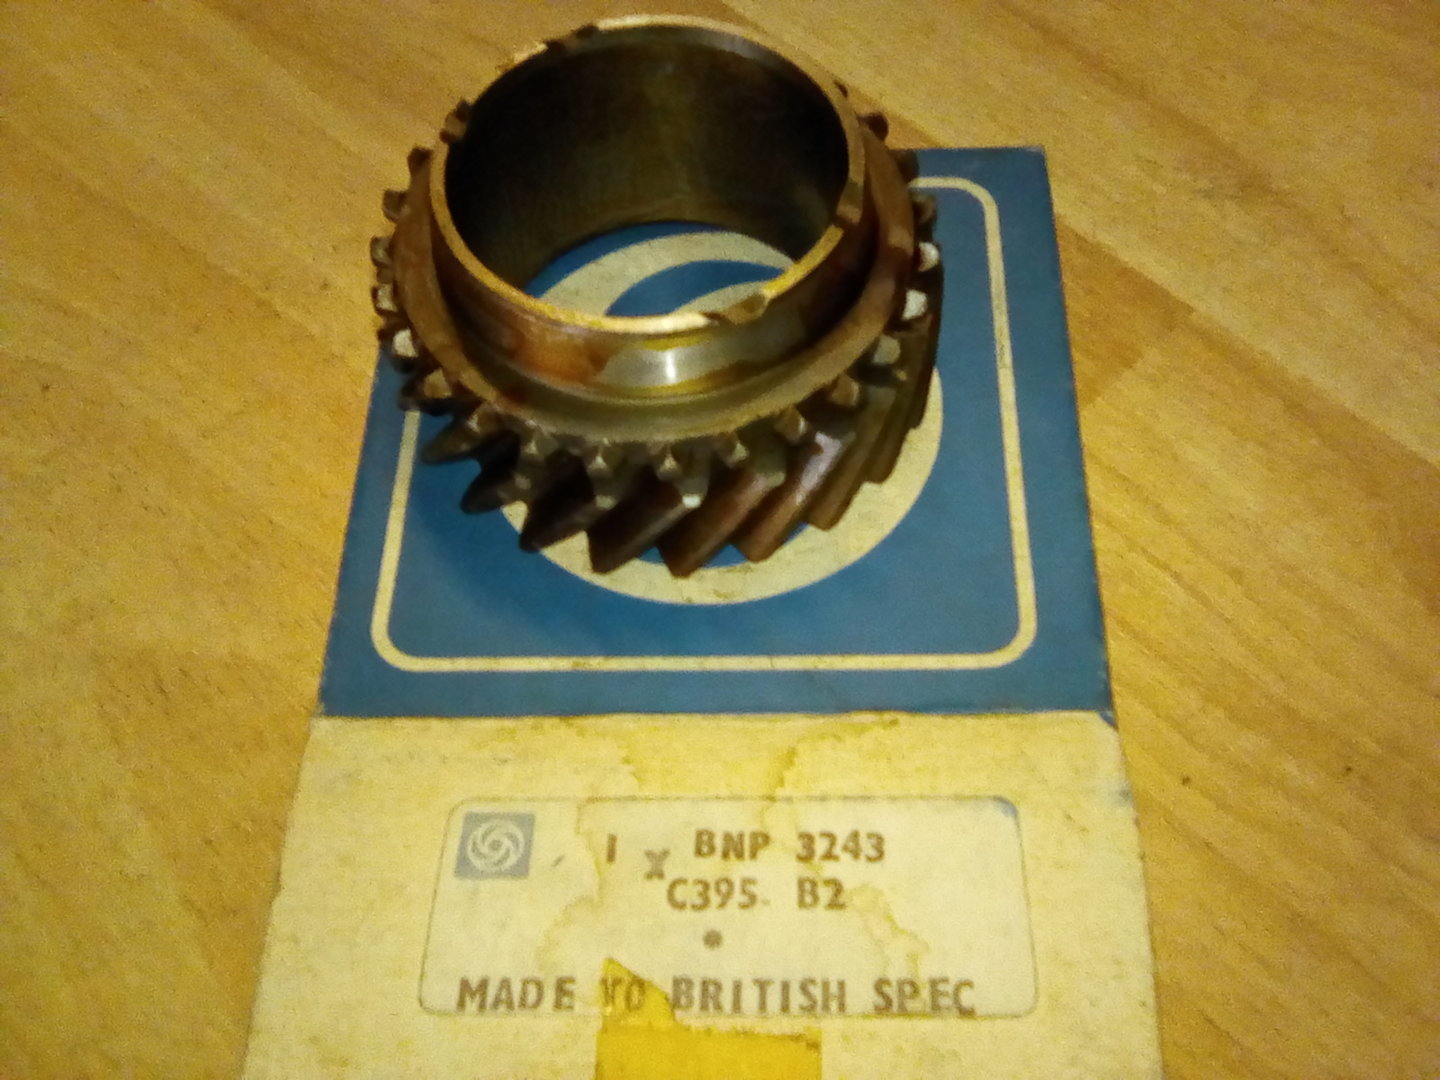 1 BNP 3243
X C395 B2
MADE TO BRITISH SPEC